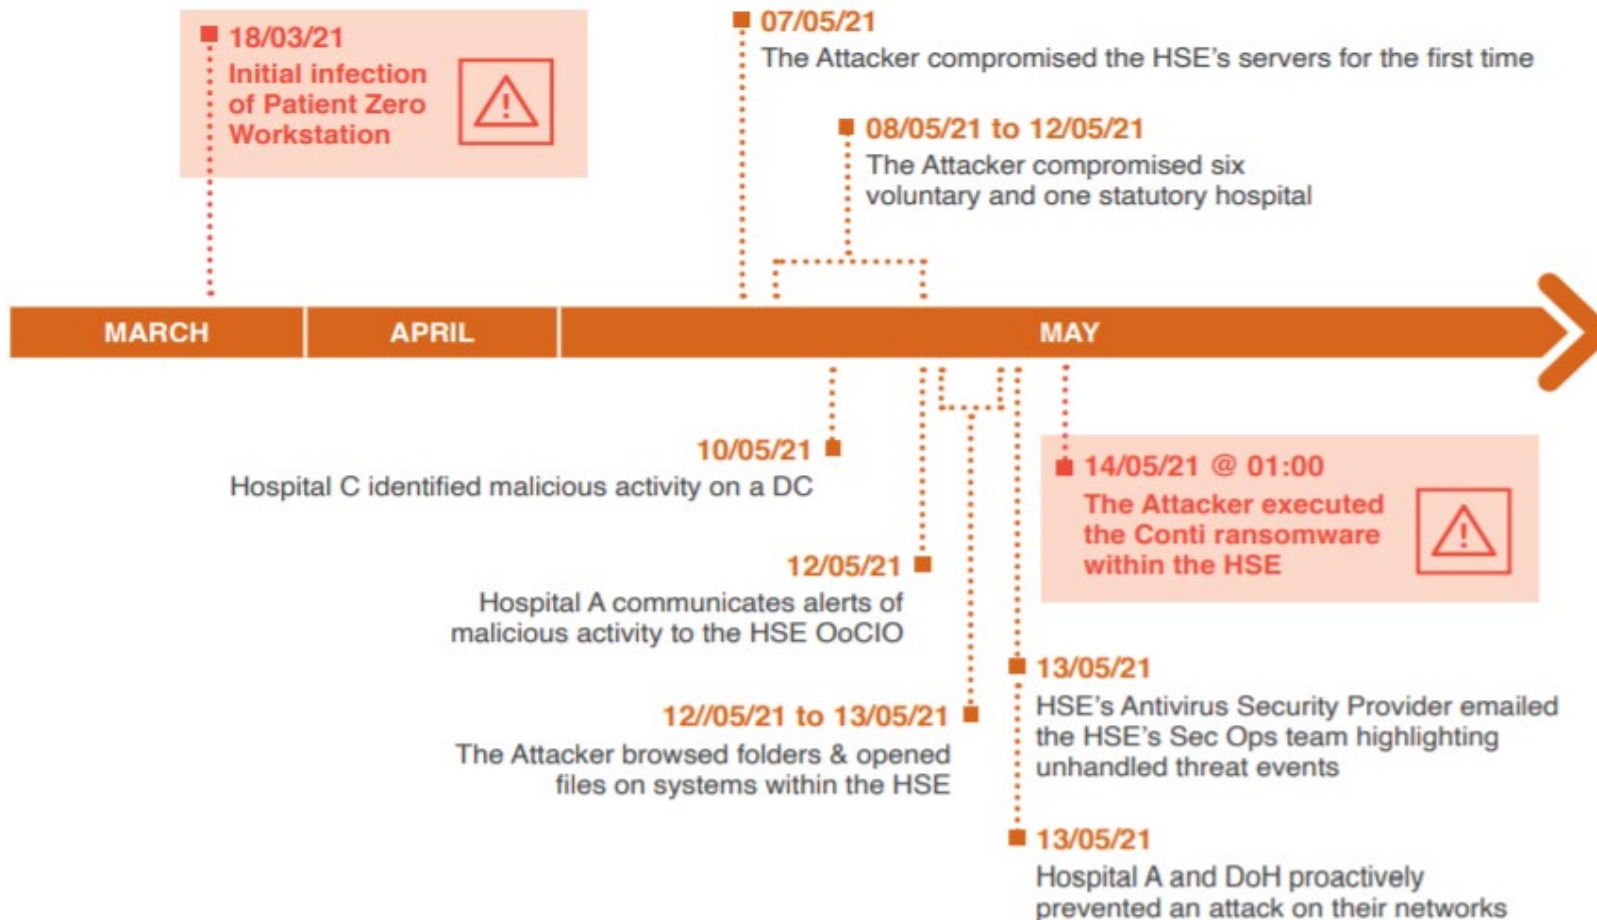 18/03/21
Initial infection
of Patient Zero
Workstation
07/05/21
The Attacker compromised the HSE's servers for the first time
08/05/21 to 12/05/21
The Attacker compromised six
voluntary and one statutory hospital
MARCH
APRIL
MAY
10/05/21
Hospital C identified malicious activity on a DC
12/05/21
Hospital A communicates alerts of
malicious activity to the HSE OoCIO
12//05/21 to 13/05/21
The Attacker browsed folders & opened
files on systems within the HSE
14/05/21 @ 01:00
The Attacker executed
the Conti ransomware
within the HSE
13/05/21
HSE's Antivirus Security Provider emailed
the HSE's Sec Ops team highlighting
unhandled threat events
13/05/21
Hospital A and DoH proactively
prevented an attack on their networks